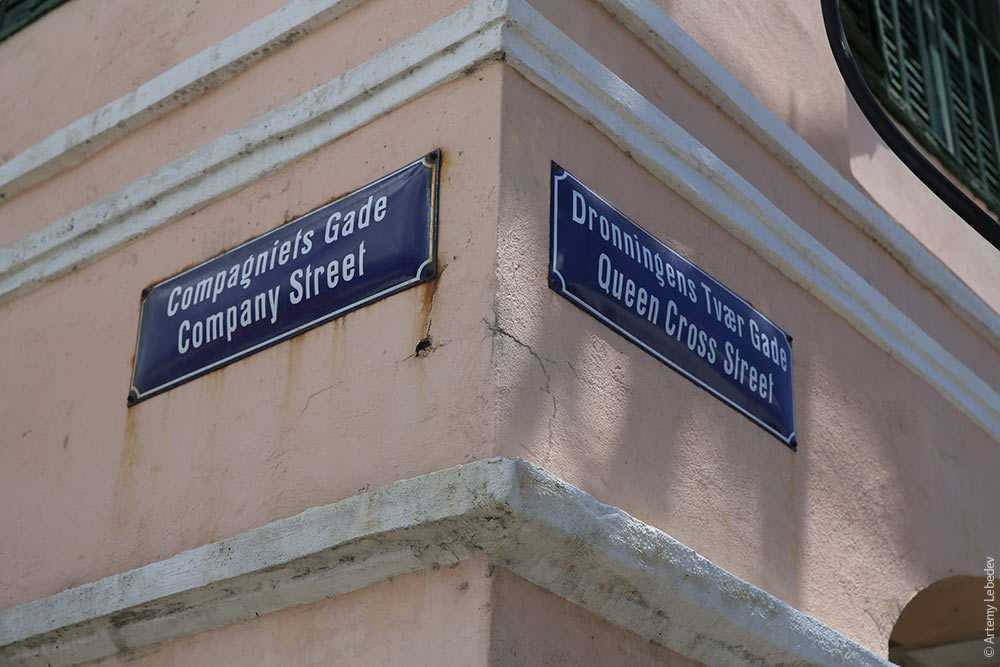 Compagniets Gade
Company Street
Dronningens Tvær Gade
Queen Cross Street
© Artemy Lebedev